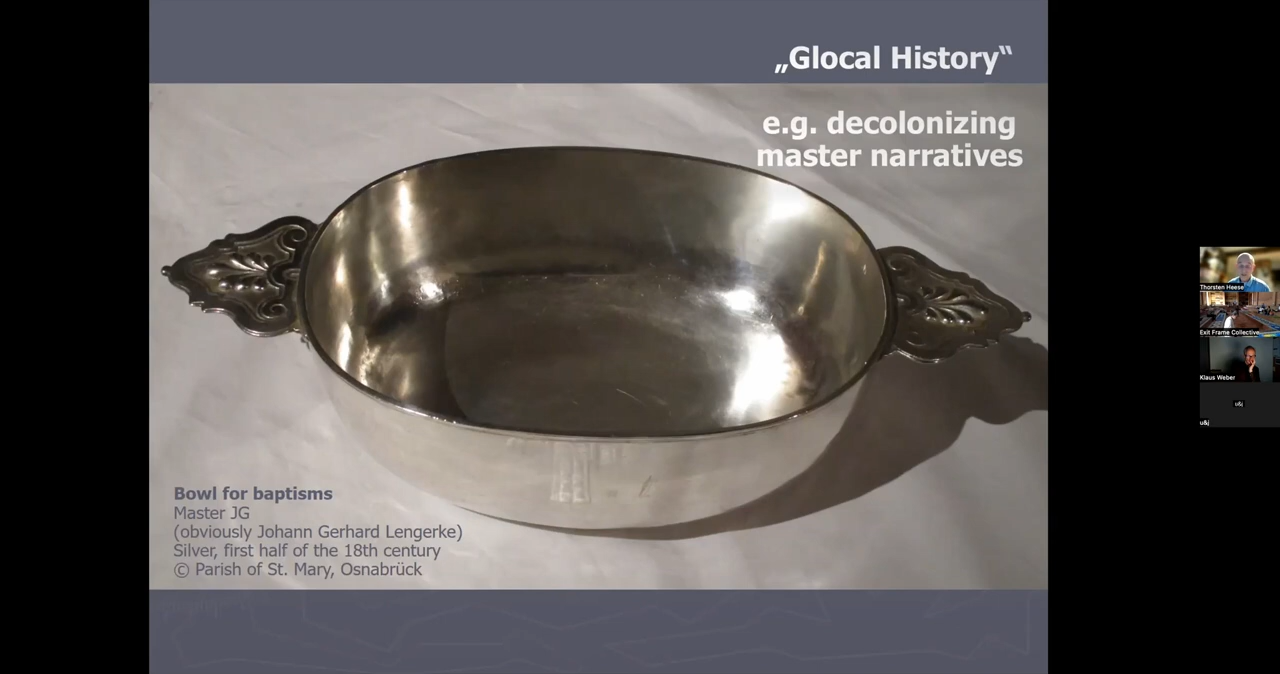 „Glocal History“
e.g. decolonizing
master narratives
Bowl for baptisms
Master JG
(obviously Johann Gerhard Lengerke)
Silver, first half of the 18th century
© Parish of St. Mary, Osnabrück
Thorsten Heese
Exit Frame Collective
Klaus Weber
u&j
u&j